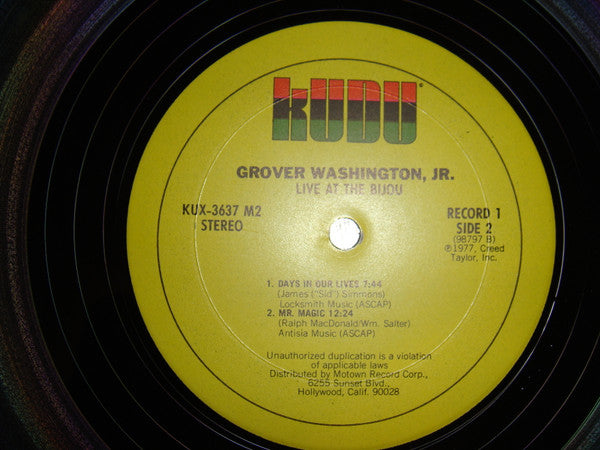 KUDU®
GROVER WASHINGTON, JR.
LIVE AT THE BIJOU
KUX-3637 M2
STEREO
RECORD 1
SIDE 2
(98797 B)
℗1977, Creed
Taylor, Inc.
1. DAYS IN OUR LIVES 7:44
(James ("Sid") Simmons)
Locksmith Music (ASCAP)
2. MR. MAGIC 12:24
(Ralph MacDonald/Wm. Salter)
Antisia Music (ASCAP)
Unauthorized duplication is a violation
of applicable laws
Distributed by Motown Record Corp.,
6255 Sunset Blvd.,
Hollywood, Calif. 90028